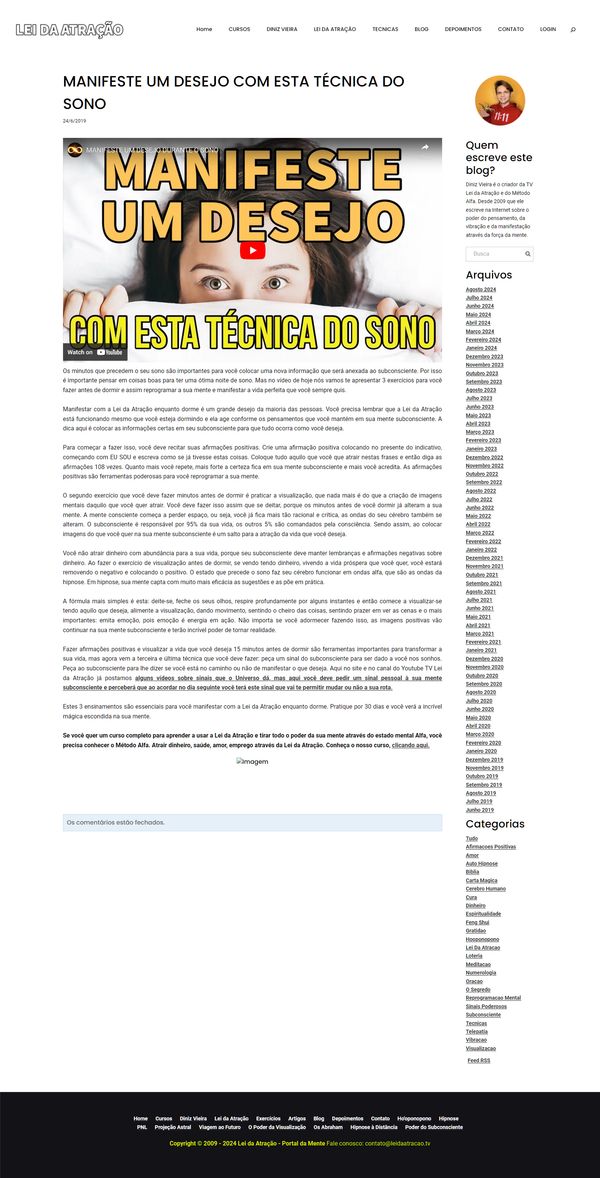 LEI DA ATRAÇÃO
Home CURSOS DINIZ VIEIRA LEI DA ATRAÇÃO TECNICAS BLOG DEPOIMENTOS CONTATO LOGIN
MANIFESTE UM DESEJO COM ESTA TÉCNICA DO
SONO
24/6/2019
MANIFESTE UM DESEJO DURANTE O SONO
MANIFESTE
UM DESEJO
COM ESTA TÉCNICA DO SONO
Watch on YouTube
Os minutos que precedem o seu sono são importantes para você colocar uma nova informação que será anexada ao subconsciente. Por isso
é importante pensar em coisas boas para ter uma ótima noite de sono. Mas no vídeo de hoje nós vamos te apresentar 3 exercícios para você
fazer antes de dormir e assim reprogramar a sua mente e manifestar a vida perfeita que você sempre quis.
Manifestar com a Lei da Atração enquanto dorme é um grande desejo da maioria das pessoas. Você precisa lembrar que a Lei da Atração
está funcionando mesmo que você esteja dormindo e ela age conforme os pensamentos que você mantém em sua mente subconsciente. A
dica aqui é colocar as informações certas em seu subconsciente para que tudo ocorra como você deseja.
Para começar a fazer isso, você deve recitar suas afirmações positivas. Crie uma afirmação positiva colocando no presente do indicativo,
começando com EU SOU e escreva como se já tivesse estas coisas. Coloque tudo aquilo que você que atrair nestas frases e então diga as
afirmações 108 vezes. Quanto mais você repete, mais forte a certeza fica em sua mente subconsciente e mais você acredita. As afirmações
positivas são ferramentas poderosas para você reprogramar a sua mente.
O segundo exercício que você deve fazer minutos antes de dormir é praticar a visualização, que nada mais é do que a criação de imagens
mentais daquilo que você quer atrair. Você deve fazer isso assim que se deitar, porque os minutos antes de você dormir já alteram a sua
mente. A mente consciente começa a perder espaço, ou seja, você já fica mais tão racional e crítica, as ondas do seu cérebro também se
alteram. O subconsciente é responsável por 95% da sua vida, os outros 5% são comandados pela consciência. Sendo assim, ao colocar
imagens do que você quer na sua mente subconsciente é um salto para a atração da vida que você deseja.
Você não atrair dinheiro com abundância para a sua vida, porque seu subconsciente deve manter lembranças e afirmações negativas sobre
dinheiro. Ao fazer o exercício de visualização antes de dormir, se vendo tendo dinheiro, vivendo a vida próspera que você quer, você estará
removendo o negativo e colocando o positivo. O estado que precede o sono faz seu cérebro funcionar em ondas alfa, que são as ondas da
hipnose. Em hipnose, sua mente capta com muito mais eficácia as sugestões e as põe em prática.
A fórmula mais simples é esta: deite-se, feche os seus olhos, respire profundamente por alguns instantes e então comece a visualizar-se
tendo aquilo que deseja, alimente a visualização, dando movimento, sentindo o cheiro das coisas, sentindo prazer em ver as cenas e o mais
importantes: emita emoção, pois emoção é energia em ação. Não importa se você adormecer fazendo isso, as imagens positivas vão
continuar na sua mente subconsciente e terão incrível poder de tornar realidade.
Fazer afirmações positivas e visualizar a vida que você deseja 15 minutos antes de dormir são ferramentas importantes para transformar a
sua vida, mas agora vem a terceira e última técnica que você deve fazer: peça um sinal do subconsciente para ser dado a você nos sonhos.
Peça ao subconsciente para lhe dizer se você está no caminho ou não de manifestar o que deseja. Aqui no site e no canal do Youtube TV Lei
da Atração já postamos alguns vídeos sobre sinais que o Universo dá, mas aqui você deve pedir um sinal pessoal à sua mente
subconsciente e perceberá que ao acordar no dia seguinte você terá este sinal que vai te permitir mudar ou não a sua rota.
Estes 3 ensinamentos são essenciais para você manifestar com a Lei da Atração enquanto dorme. Pratique por 30 dias e você verá a incrível
mágica escondida na sua mente.
Se você quer um curso completo para aprender a usar a Lei da Atração e tirar todo o poder da sua mente através do estado mental Alfa, você
precisa conhecer o Método Alfa. Atrair dinheiro, saúde, amor, emprego através da Lei da Atração. Conheça o nosso curso, clicando aqui.
Imagem
Os comentários estão fechados.
11:11
Quem
escreve este
blog?
Diniz Vieira é o criador da TV
Lei da Atração e do Método
Alfa. Desde 2009 que ele
escreve na Internet sobre o
poder do pensamento, da
vibração e da manifestação
através da força da mente.
Busca
Arquivos
Agosto 2024
Julho 2024
Junho 2024
Maio 2024
Abril 2024
Março 2024
Fevereiro 2024
Janeiro 2024
Dezembro 2023
Novembro 2023
Outubro 2023
Setembro 2023
Agosto 2023
Julho 2023
Junho 2023
Maio 2023
Abril 2023
Março 2023
Fevereiro 2023
Janeiro 2023
Dezembro 2022
Novembro 2022
Outubro 2022
Setembro 2022
Agosto 2022
Julho 2022
Junho 2022
Maio 2022
Abril 2022
Março 2022
Fevereiro 2022
Janeiro 2022
Dezembro 2021
Novembro 2021
Outubro 2021
Setembro 2021
Agosto 2021
Julho 2021
Junho 2021
Maio 2021
Abril 2021
Março 2021
Fevereiro 2021
Janeiro 2021
Dezembro 2020
Novembro 2020
Outubro 2020
Setembro 2020
Agosto 2020
Julho 2020
Junho 2020
Maio 2020
Abril 2020
Março 2020
Fevereiro 2020
Janeiro 2020
Dezembro 2019
Novembro 2019
Outubro 2019
Setembro 2019
Agosto 2019
Julho 2019
Junho 2019
Categorias
Tudo
Afirmacoes Positivas
Amor
Auto Hipnose
Biblia
Carta Magica
Cerebro Humano
Cura
Dinheiro
Espiritualidade
Feng Shui
Gratidao
Hooponopono
Lei Da Atracao
Loteria
Meditacao
Numerologia
Oracao
O Segredo
Reprogramacao Mental
Sinais Poderosos
Subconsciente
Tecnicas
Telepatia
Vibracao
Visualizacao
Feed RSS
Home Cursos Diniz Vieira Lei da Atração Exercícios Artigos Blog Depoimentos Contato Ho'oponopono Hipnose
PNL Projeção Astral Viagem ao Futuro O Poder da Visualização Os Abraham Hipnose à Distância Poder do Subconsciente
Copyright © 2009 - 2024 Lei da Atração - Portal da Mente Fale conosco: contato@leidaatracao.tv